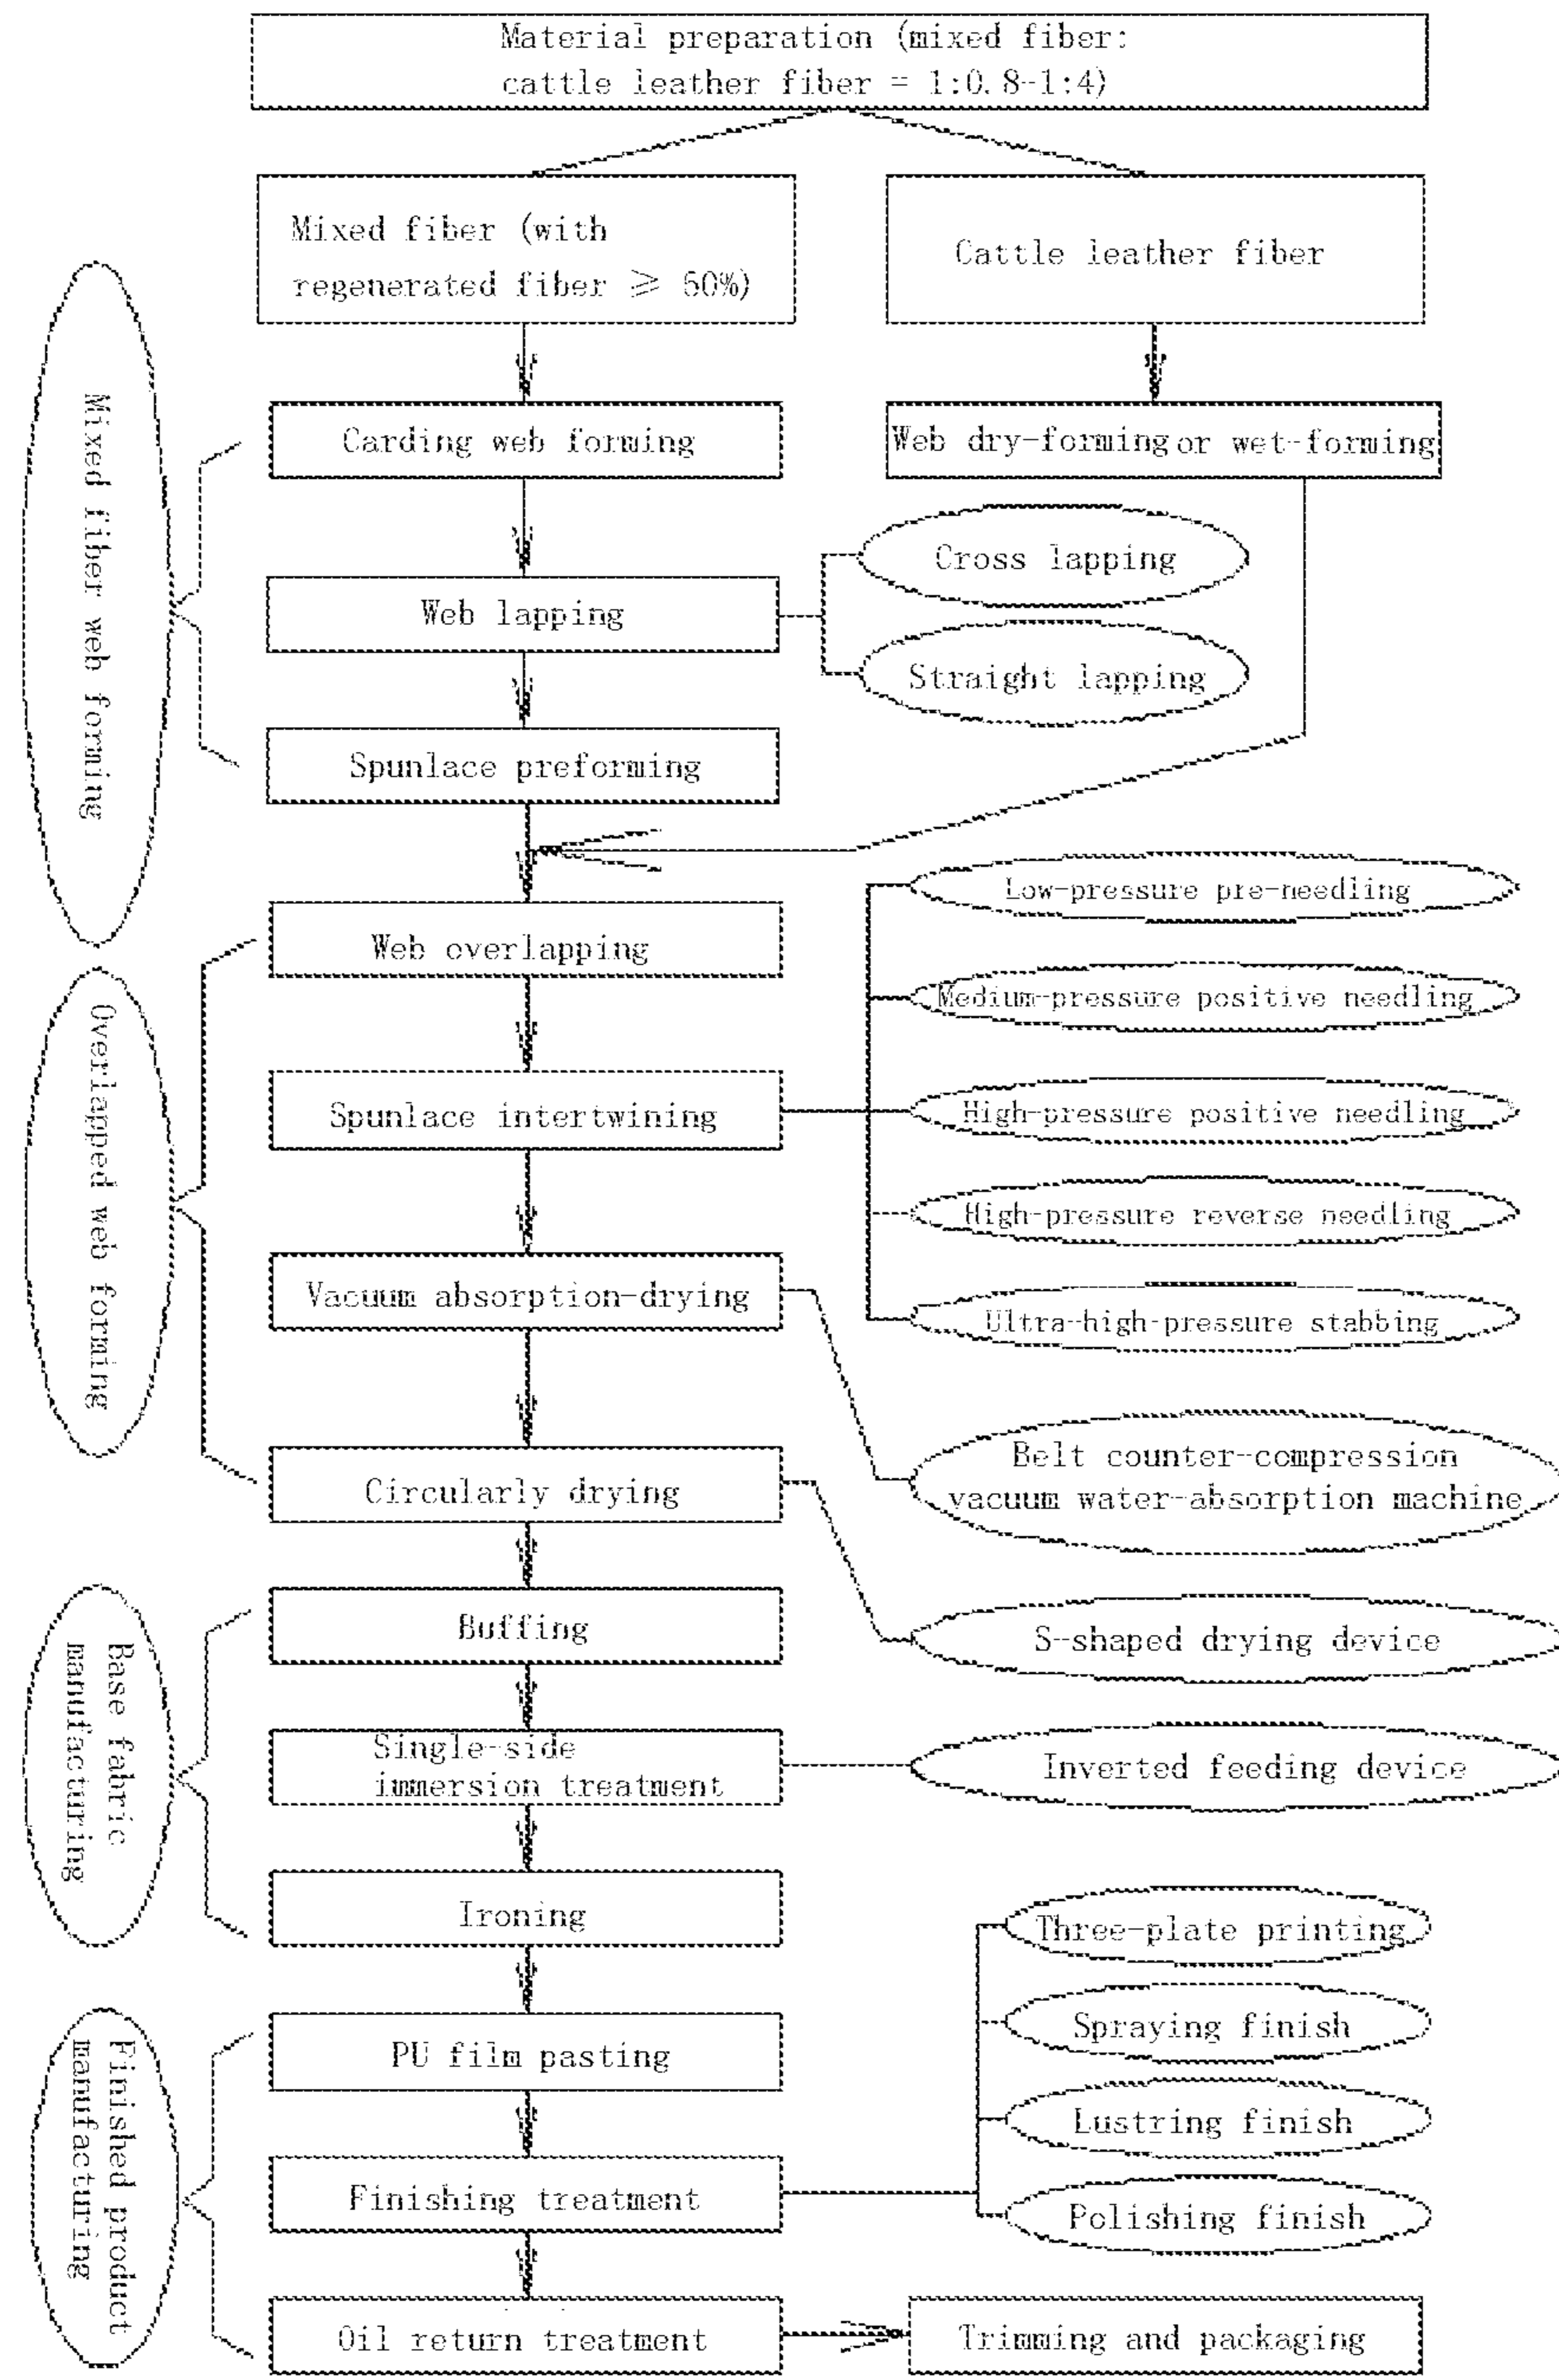 Material preparation (mixed fiber:
cattle leather fiber = 1:0.8-1:4)
Mixed fiber (with
regenerated fiber ≥ 50%)
Cattle leather fiber
Mixed fiber web forming
Carding web forming
Web dry-forming or wet-forming
Cross lapping
Web lapping
Straight lapping
Spunlace preforming
Low-pressure pre-needling
Overlapped web forming
Web overlapping
Medium-pressure positive needling
Spunlace intertwining
High-pressure positive needling
High-pressure reverse needling
Vacuum absorption-drying
Ultra-high-pressure stabbing
Belt counter-compression
vacuum water-absorption machine
Circularly drying
Base fabric
manufacturing
Buffing
S-shaped drying device
Single-side
immersion treatment
Inverted feeding device
Ironing
Three-plate printing
Finished product
manufacturing
PU film pasting
Spraying finish
Lustring finish
Finishing treatment
Polishing finish
Oil return treatment
Trimming and packaging